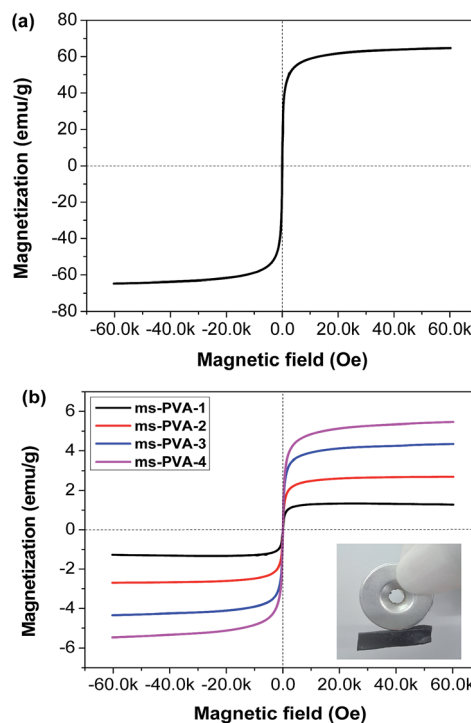 (a)
Magnetization (emu/g)
80
60
40
20
0
-20
-40
-60
-80
-60.0k -40.0k -20.0k 0.0 20.0k 40.0k 60.0k
Magnetic field (Oe)
(b)
Magnetization (emu/g)
ms-PVA-1
ms-PVA-2
ms-PVA-3
ms-PVA-4
6
4
2
0
-2
-4
-6
-60.0k -40.0k -20.0k 0.0 20.0k 40.0k 60.0k
Magnetic field (Oe)